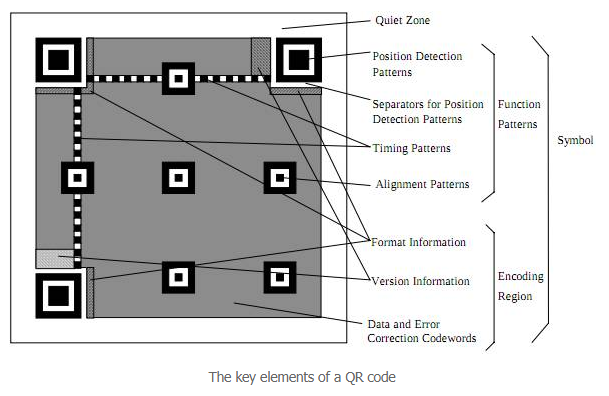 Quiet Zone
Position Detection
Patterns
Separators for Position
Detection Patterns
Timing Patterns
Alignment Patterns
Format Information
Version Information
Data and Error
Correction Codewords
Function
Patterns
Encoding
Region
Symbol
The key elements of a QR code